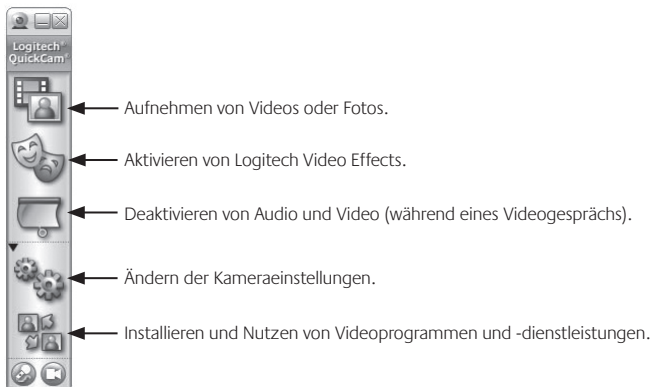 Logitech®
QuickCam®
Aufnehmen von Videos oder Fotos.
Aktivieren von Logitech Video Effects.
Deaktivieren von Audio und Video (während eines Videogesprächs).
Ändern der Kameraeinstellungen.
Installieren und Nutzen von Videoprogrammen und -dienstleistungen.